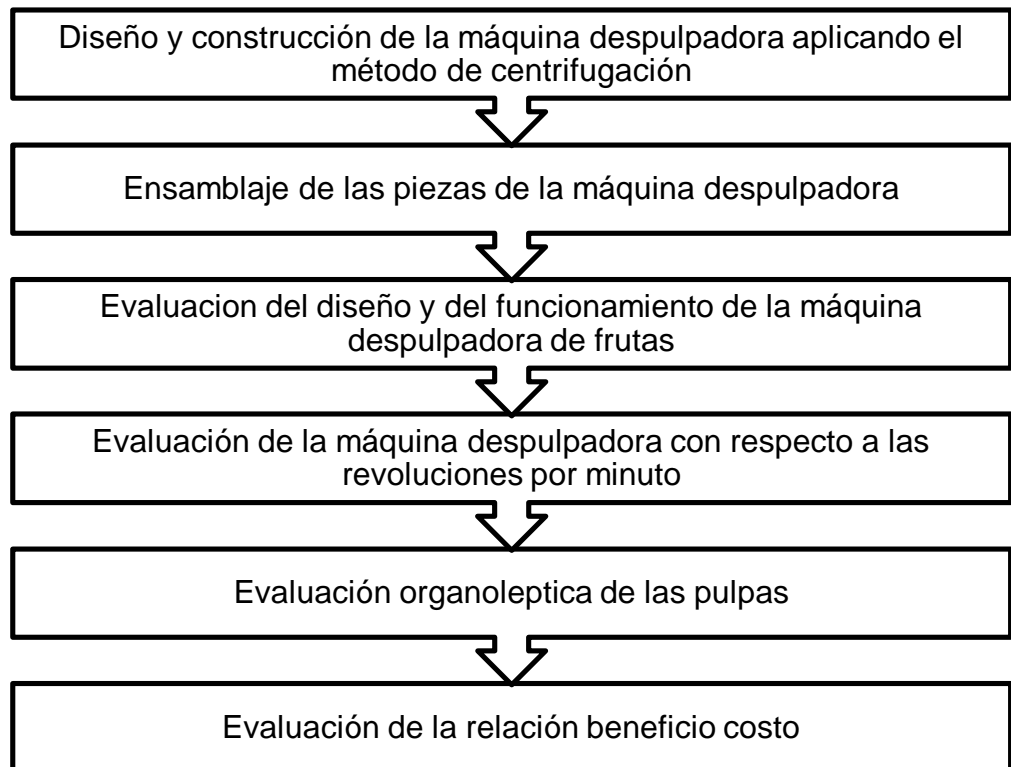 Diseño y construcción de la máquina despulpadora aplicando el
método de centrifugación
Ensamblaje de las piezas de la máquina despulpadora
Evaluacion del diseño y del funcionamiento de la máquina
despulpadora de frutas
Evaluación de la máquina despulpadora con respecto a las
revoluciones por minuto
Evaluación organoleptica de las pulpas
Evaluación de la relación beneficio costo